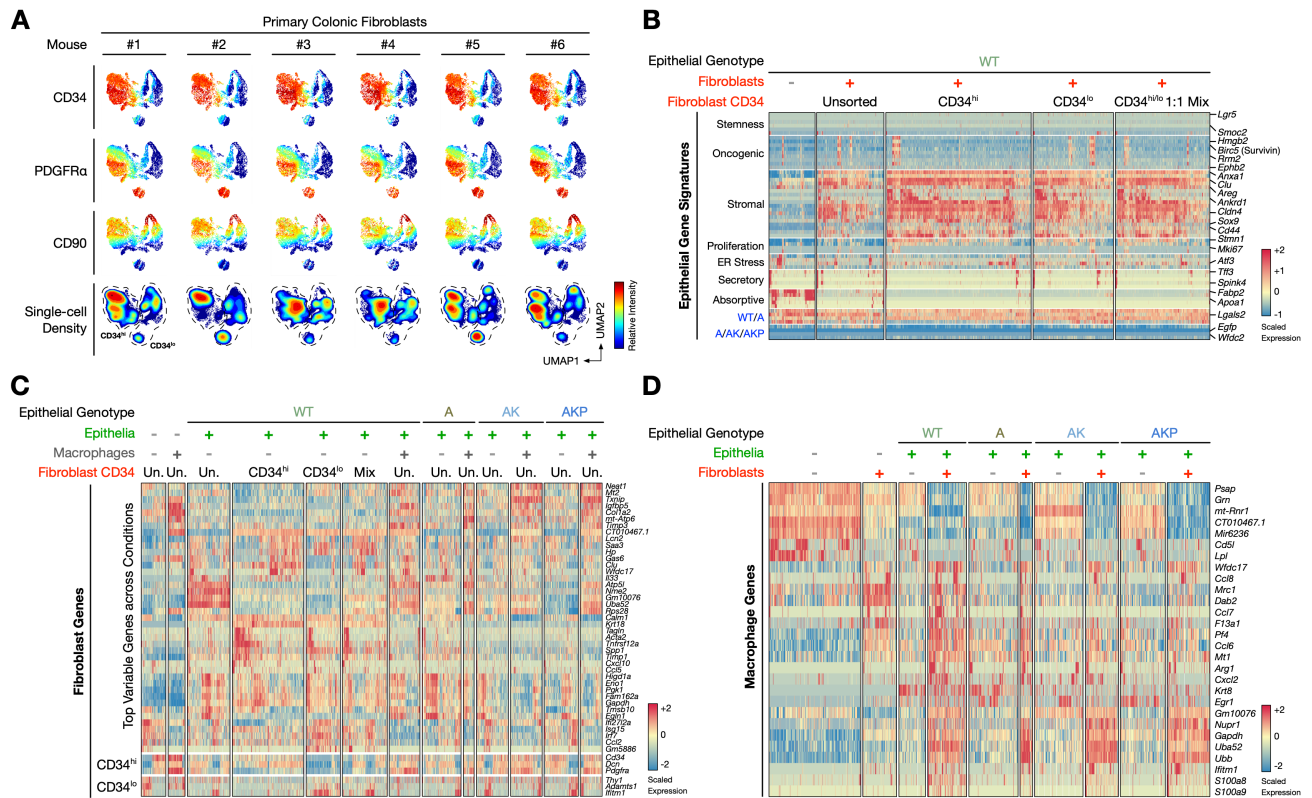 A
Primary Colonic Fibroblasts
Mouse #1 #2 #3 #4 #5 #6
CD34
PDGFRα
CD90
Single-cell
Density
CD34hi
CD34lo
UMAP1
UMAP2
Relative Intensity
B
Epithelial Genotype WT
Fibroblasts - + + + +
Fibroblast CD34 Unsorted CD34hi CD34lo CD34hi/lo 1:1 Mix
Epithelial Gene Signatures
Stemness
Oncogenic
Stromal
Proliferation
ER Stress
Secretory
Absorptive
WT/A
A/AK/AKP
Lgr5
Smoc2
Hmgb2
Birc5 (Survivin)
Rrm2
Ephb2
Anxa1
Clu
Areg
Ankrd1
Cldn4
Sox9
Cd44
Stmn1
Mki67
Atf3
Tff3
Spink4
Fabp2
Apoa1
Lgals2
Egfp
Wfdc2
+2
+1
0
-1
Scaled
Expression
C
Epithelial Genotype WT A AK AKP
Epithelia - - + + + + + + + + + + +
Macrophages - + - - - - + - + - + - +
Fibroblast CD34 Un. Un. Un. CD34hi CD34lo Mix Un. Un. Un. Un. Un. Un. Un.
Fibroblast Genes
Top Variable Genes across Conditions
CD34hi
CD34lo
Neat1
Mt2
Txnip
Igfbp5
Col1a2
mt-Atp6
Timp3
CT010467.1
Lcn2
Saa3
Hp
Gas6
Clu
Wfdc17
Il33
Atp5l
Nme2
Gm10076
Uba52
Rps28
Calm1
Krt18
Tagln
Acta2
Tnfrsf12a
Spp1
Timp1
Cxcl10
Ccl5
Higd1a
Eno1
Pgk1
Fam162a
Gapdh
Tmsb10
Egln1
Ifi27l2a
Isg15
Irf7
Ccl2
Gm5886
Cd34
Dcn
Pdgfra
Thy1
Adamts1
Ifitm1
+2
0
-2
Scaled
Expression
D
Epithelial Genotype WT A AK AKP
Epithelia - - + + + + + + + +
Fibroblasts - + - + - + - + - +
Macrophage Genes
Psap
Grn
mt-Rnr1
CT010467.1
Mir6236
Cd5l
Lpl
Wfdc17
Ccl8
Mrc1
Dab2
Ccl7
F13a1
Pf4
Ccl6
Mt1
Arg1
Cxcl2
Krt8
Egr1
Gm10076
Nupr1
Gapdh
Uba52
Ubb
Ifitm1
S100a8
S100a9
+2
0
-2
Scaled
Expression